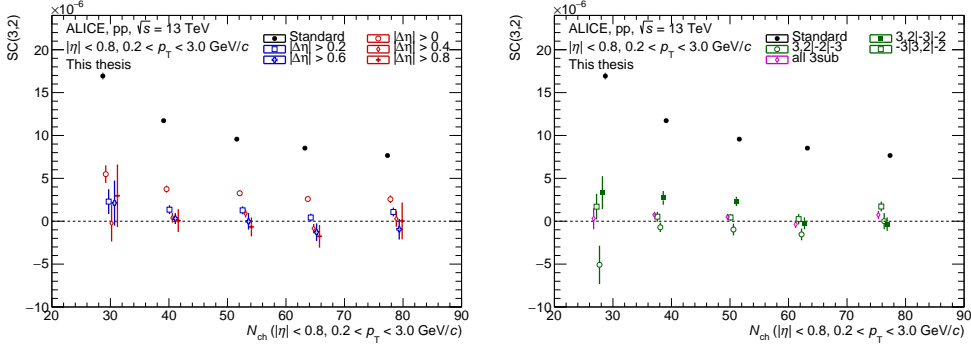 ×10⁻⁶
SC(3,2)
20
15
10
5
0
−5
−10
ALICE, pp, √s = 13 TeV
|η| < 0.8, 0.2 < p_T < 3.0 GeV/c
This thesis
Standard
|Δη| > 0
|Δη| > 0.2
|Δη| > 0.4
|Δη| > 0.6
|Δη| > 0.8
20 30 40 50 60 70 80 90
N_ch (|η| < 0.8, 0.2 < p_T < 3.0 GeV/c)
×10⁻⁶
SC(3,2)
20
15
10
5
0
−5
−10
ALICE, pp, √s = 13 TeV
|η| < 0.8, 0.2 < p_T < 3.0 GeV/c
This thesis
Standard
3,2|-3|-2
3,2|-2|-3
-3|3,2|-2
all 3sub
20 30 40 50 60 70 80 90
N_ch (|η| < 0.8, 0.2 < p_T < 3.0 GeV/c)